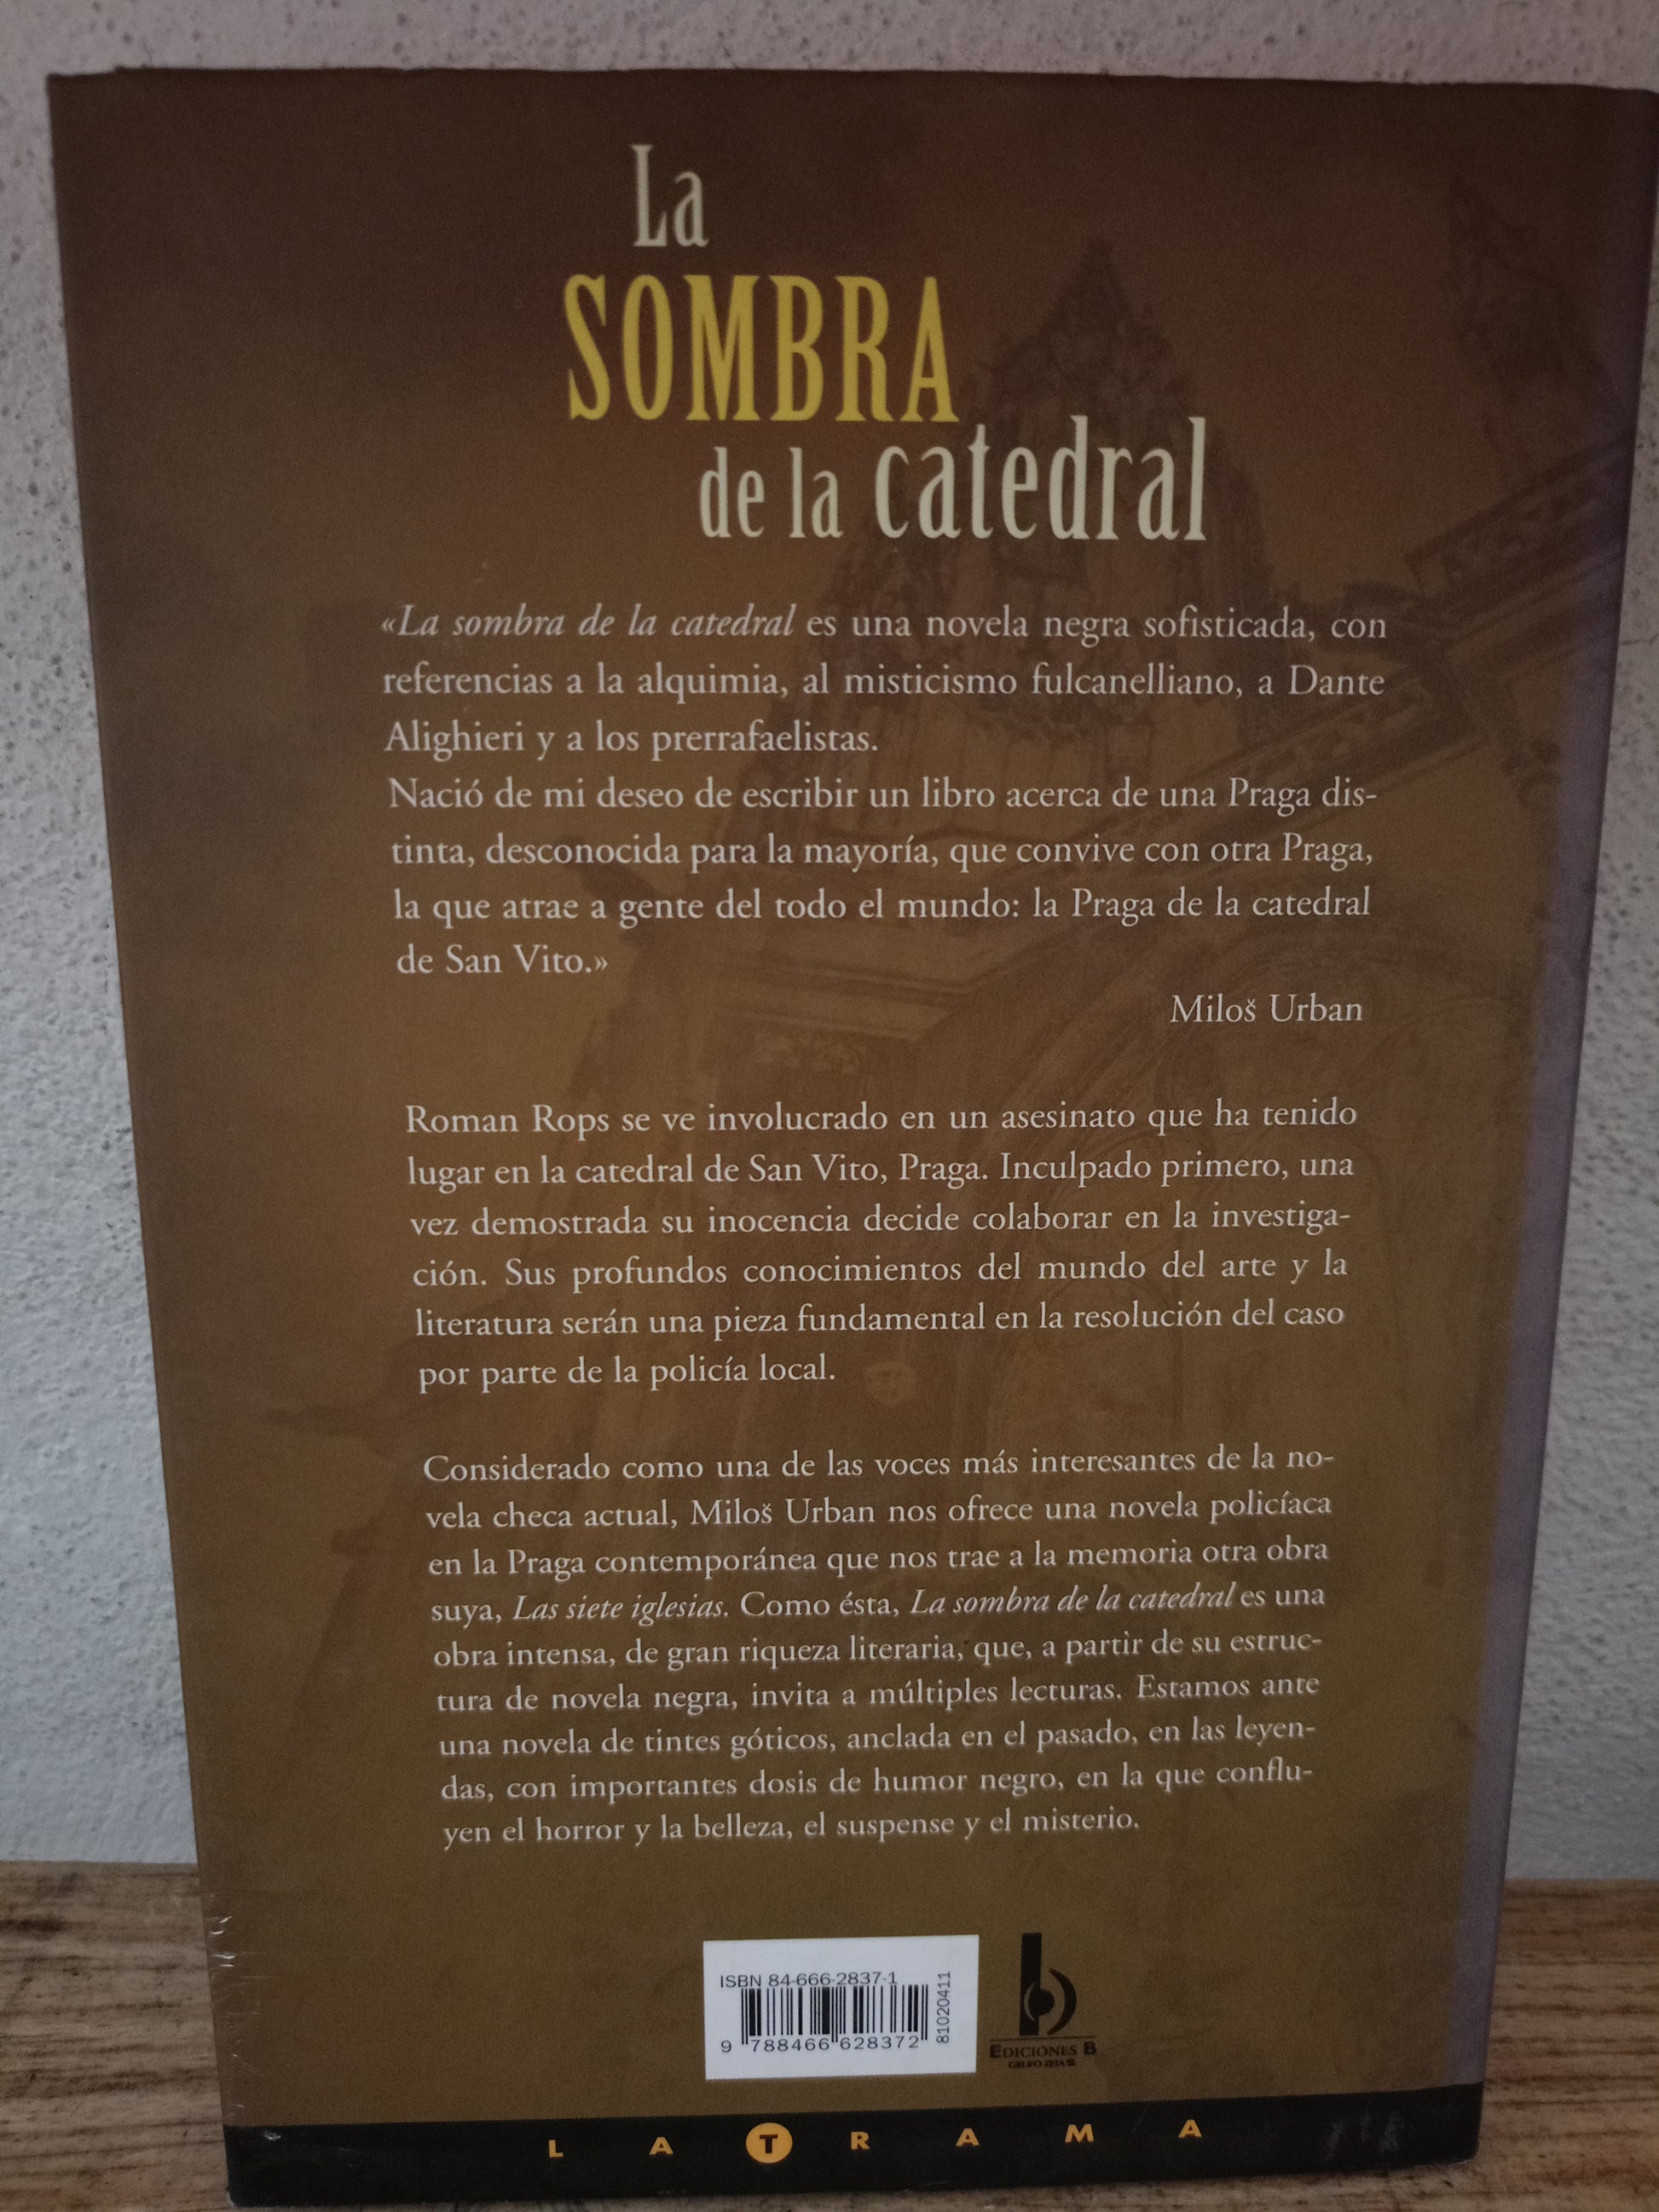 La
SOMBRA
de la catedral
«La sombra de la catedral es una novela negra sofisticada, con
referencias a la alquimia, al misticismo fulcanelliano, a Dante
Alighieri y a los prerrafaelistas.
Nació de mi deseo de escribir un libro acerca de una Praga dis-
tinta, desconocida para la mayoría, que convive con otra Praga,
la que atrae a gente del todo el mundo: la Praga de la catedral
de San Vito.»
Miloš Urban
Roman Rops se ve involucrado en un asesinato que ha tenido
lugar en la catedral de San Vito, Praga. Inculpado primero, una
vez demostrada su inocencia decide colaborar en la investiga-
ción. Sus profundos conocimientos del mundo del arte y la
literatura serán una pieza fundamental en la resolución del caso
por parte de la policía local.
Considerado como una de las voces más interesantes de la no-
vela checa actual, Miloš Urban nos ofrece una novela policíaca
en la Praga contemporánea que nos trae a la memoria otra obra
suya, Las siete iglesias. Como ésta, La sombra de la catedral es una
obra intensa, de gran riqueza literaria, que, a partir de su estruc-
tura de novela negra, invita a múltiples lecturas. Estamos ante
una novela de tintes góticos, anclada en el pasado, en las leyen-
das, con importantes dosis de humor negro, en la que conflu-
yen el horror y la belleza, el suspense y el misterio.
ISBN 84-666-2837-1
9 788466 628372
81020411
EDICIONES B
GRUPO ZETA
LA TRAMA